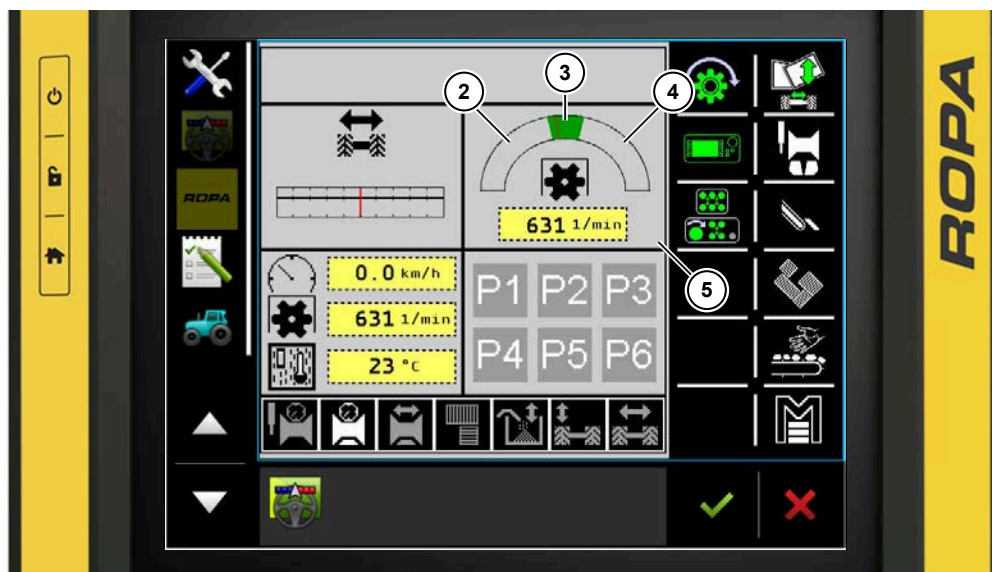 ROPA
ROPA
2
3
4
631 1/min
5
0.0 km/h
631 1/min
23 °C
P1 P2 P3
P4 P5 P6